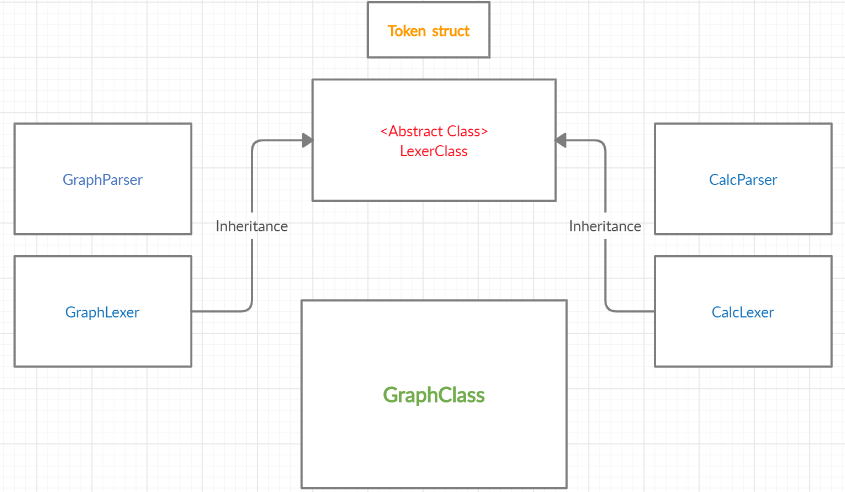 Token struct
<Abstract Class>
LexerClass
GraphParser
CalcParser
Inheritance
Inheritance
GraphLexer
CalcLexer
GraphClass